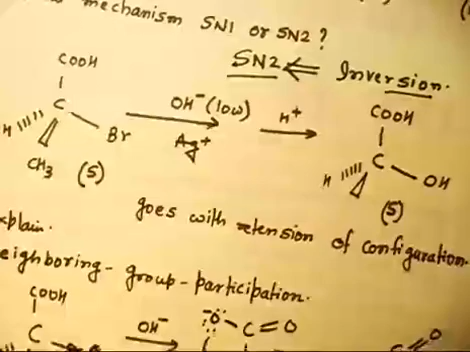 mechanism SN1 or SN2 ?
SN2 ⇐ Inversion.
COOH
C
H
Br
CH3
(S)
OH⁻ (low)
Ag⁺
H⁺
COOH
C
H
OH
(S)
goes with retension of configuration.
xplain.
eighboring-group-participation.
COOH
C
OH⁻
:Ö⁻ - C = O